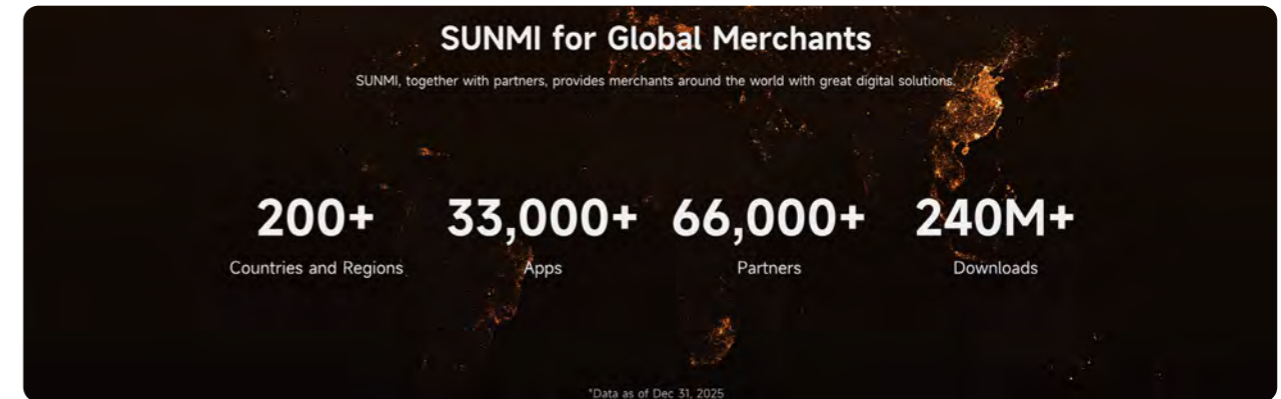 SUNMI for Global Merchants
SUNMI, together with partners, provides merchants around the world with great digital solutions.
200+ 33,000+ 66,000+ 240M+
Countries and Regions Apps Partners Downloads
*Data as of Dec 31, 2025